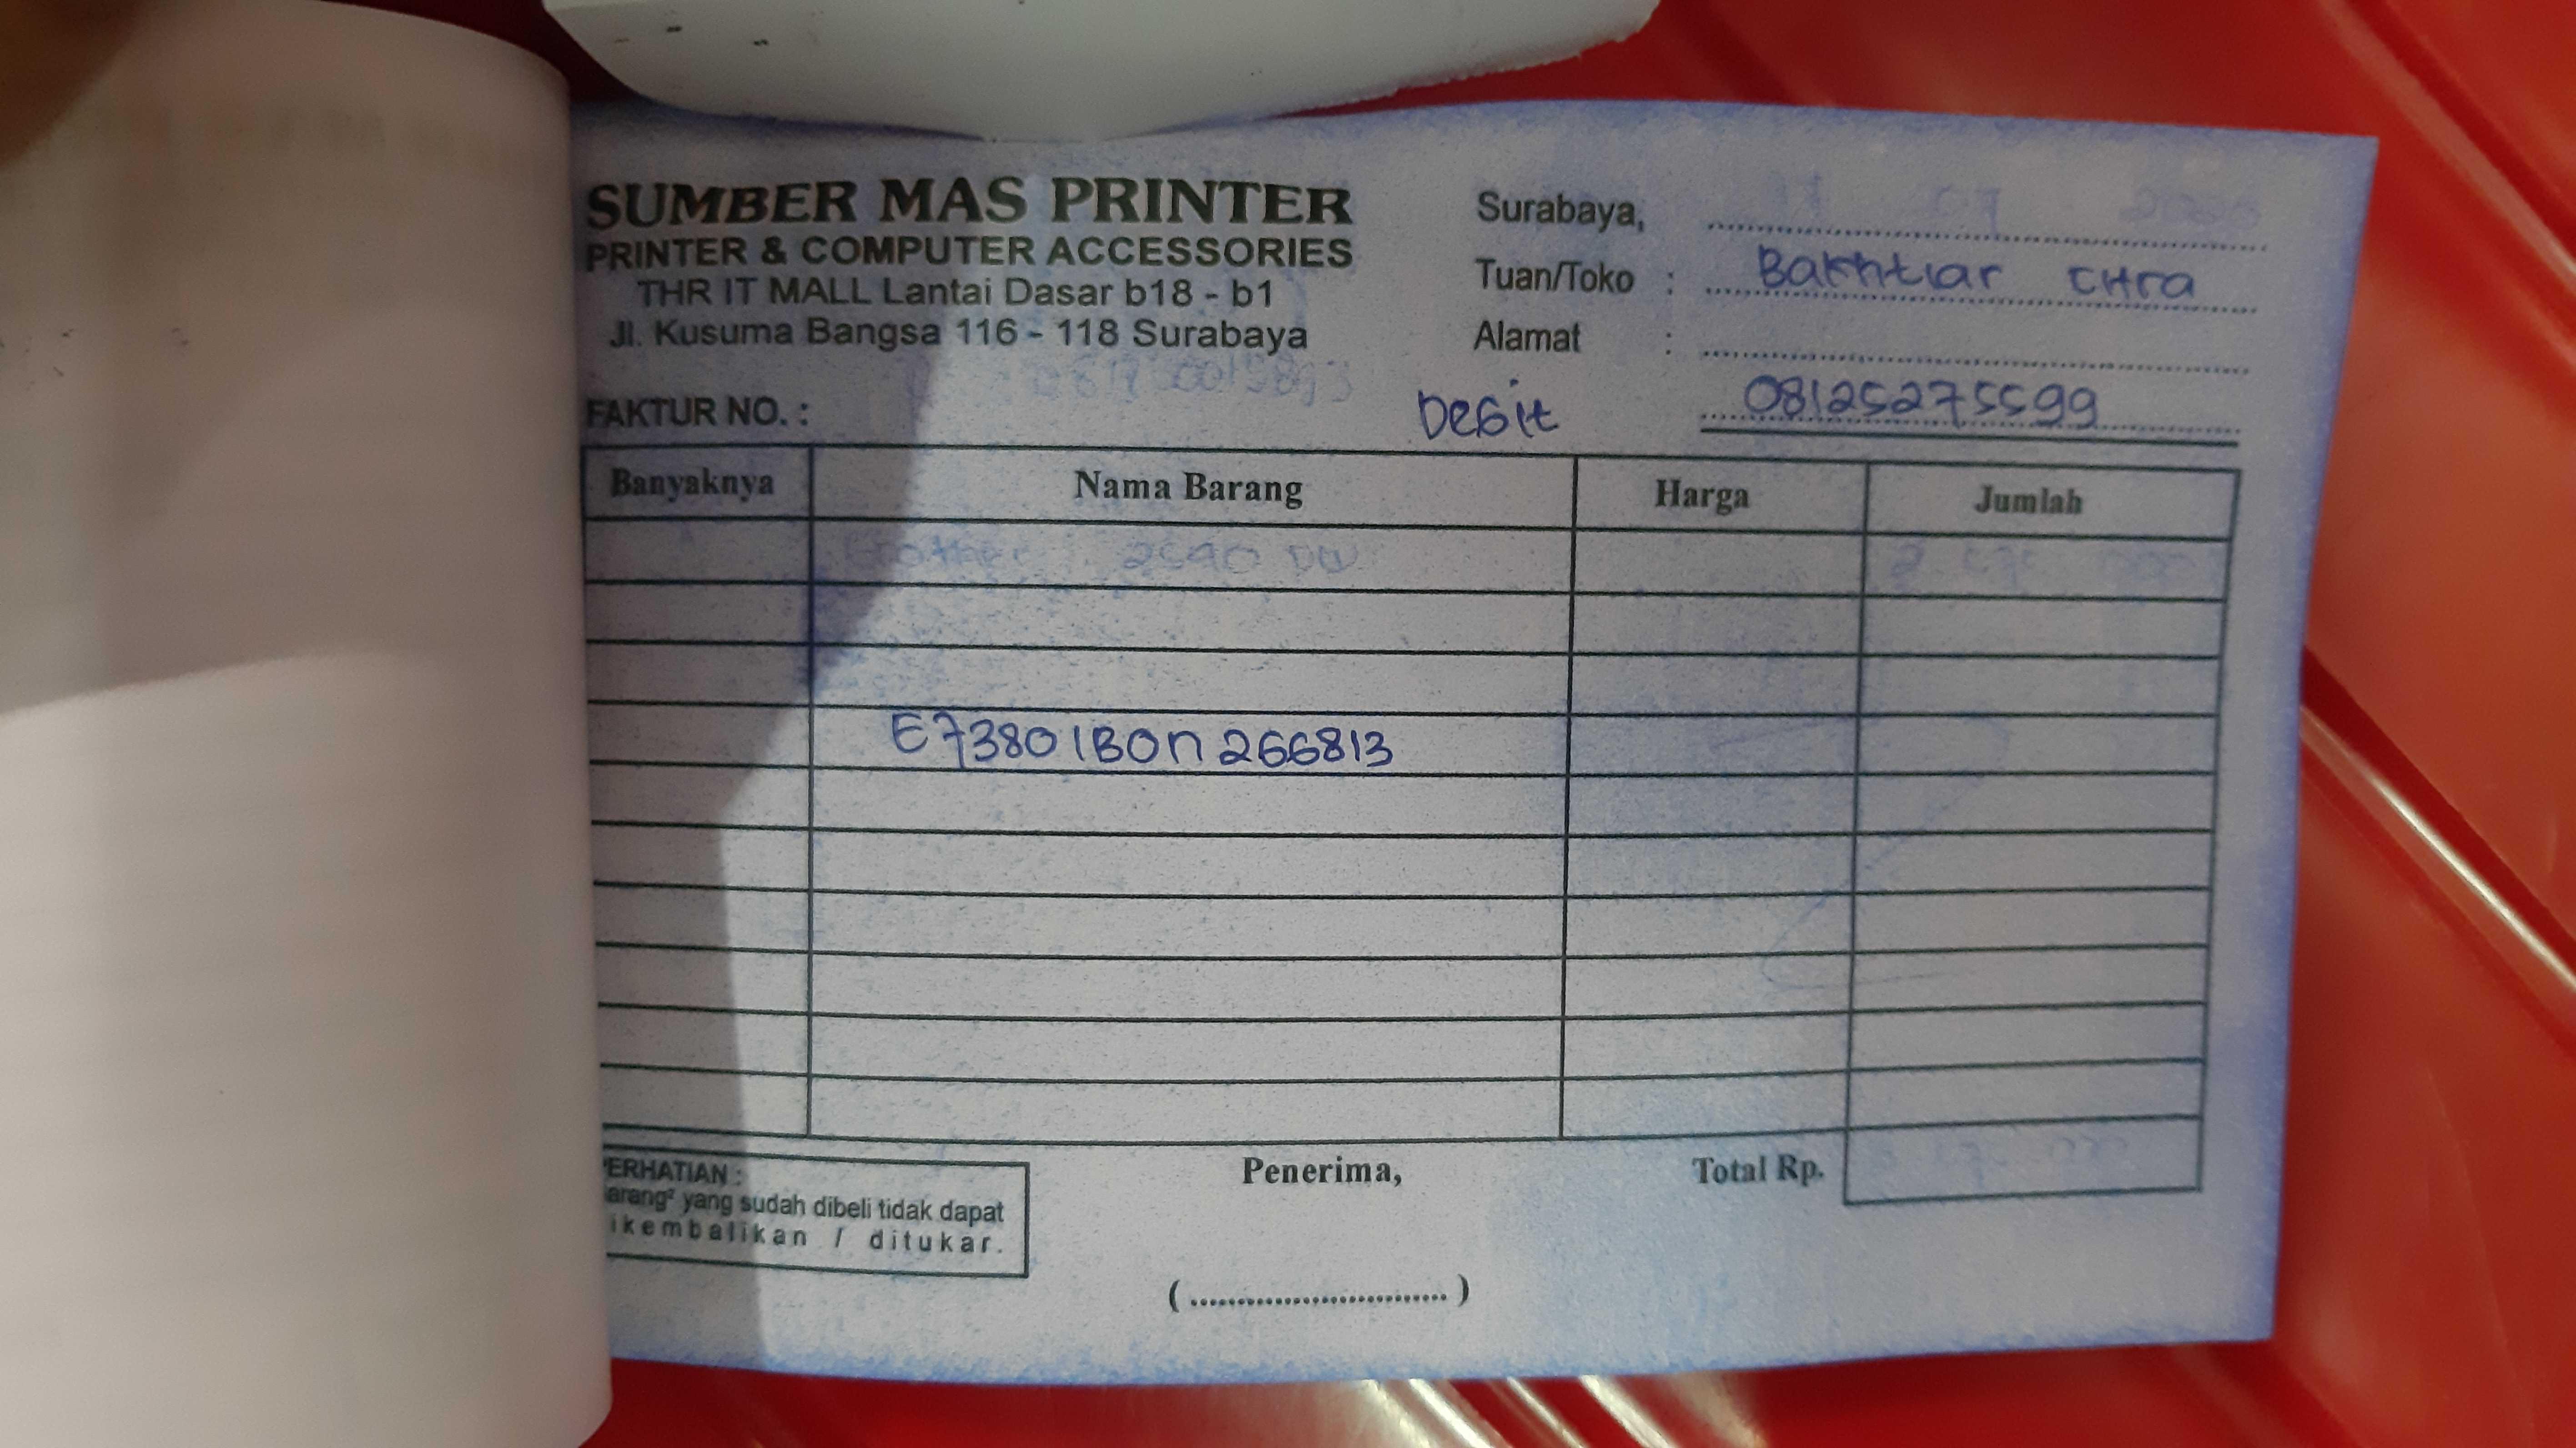 SUMBER MAS PRINTER
PRINTER & COMPUTER ACCESSORIES
THR IT MALL Lantai Dasar b18 - b1
Jl. Kusuma Bangsa 116 - 118 Surabaya
Surabaya,
Tuan/Toko : Bakhtiar Citra
Alamat :
FAKTUR NO. :
Debit 08125275599
Banyaknya Nama Barang Harga Jumlah
E73801B0n266813
ERHATIAN :
arang² yang sudah dibeli tidak dapat
ikembalikan / ditukar.
Penerima,
Total Rp.
(............................)